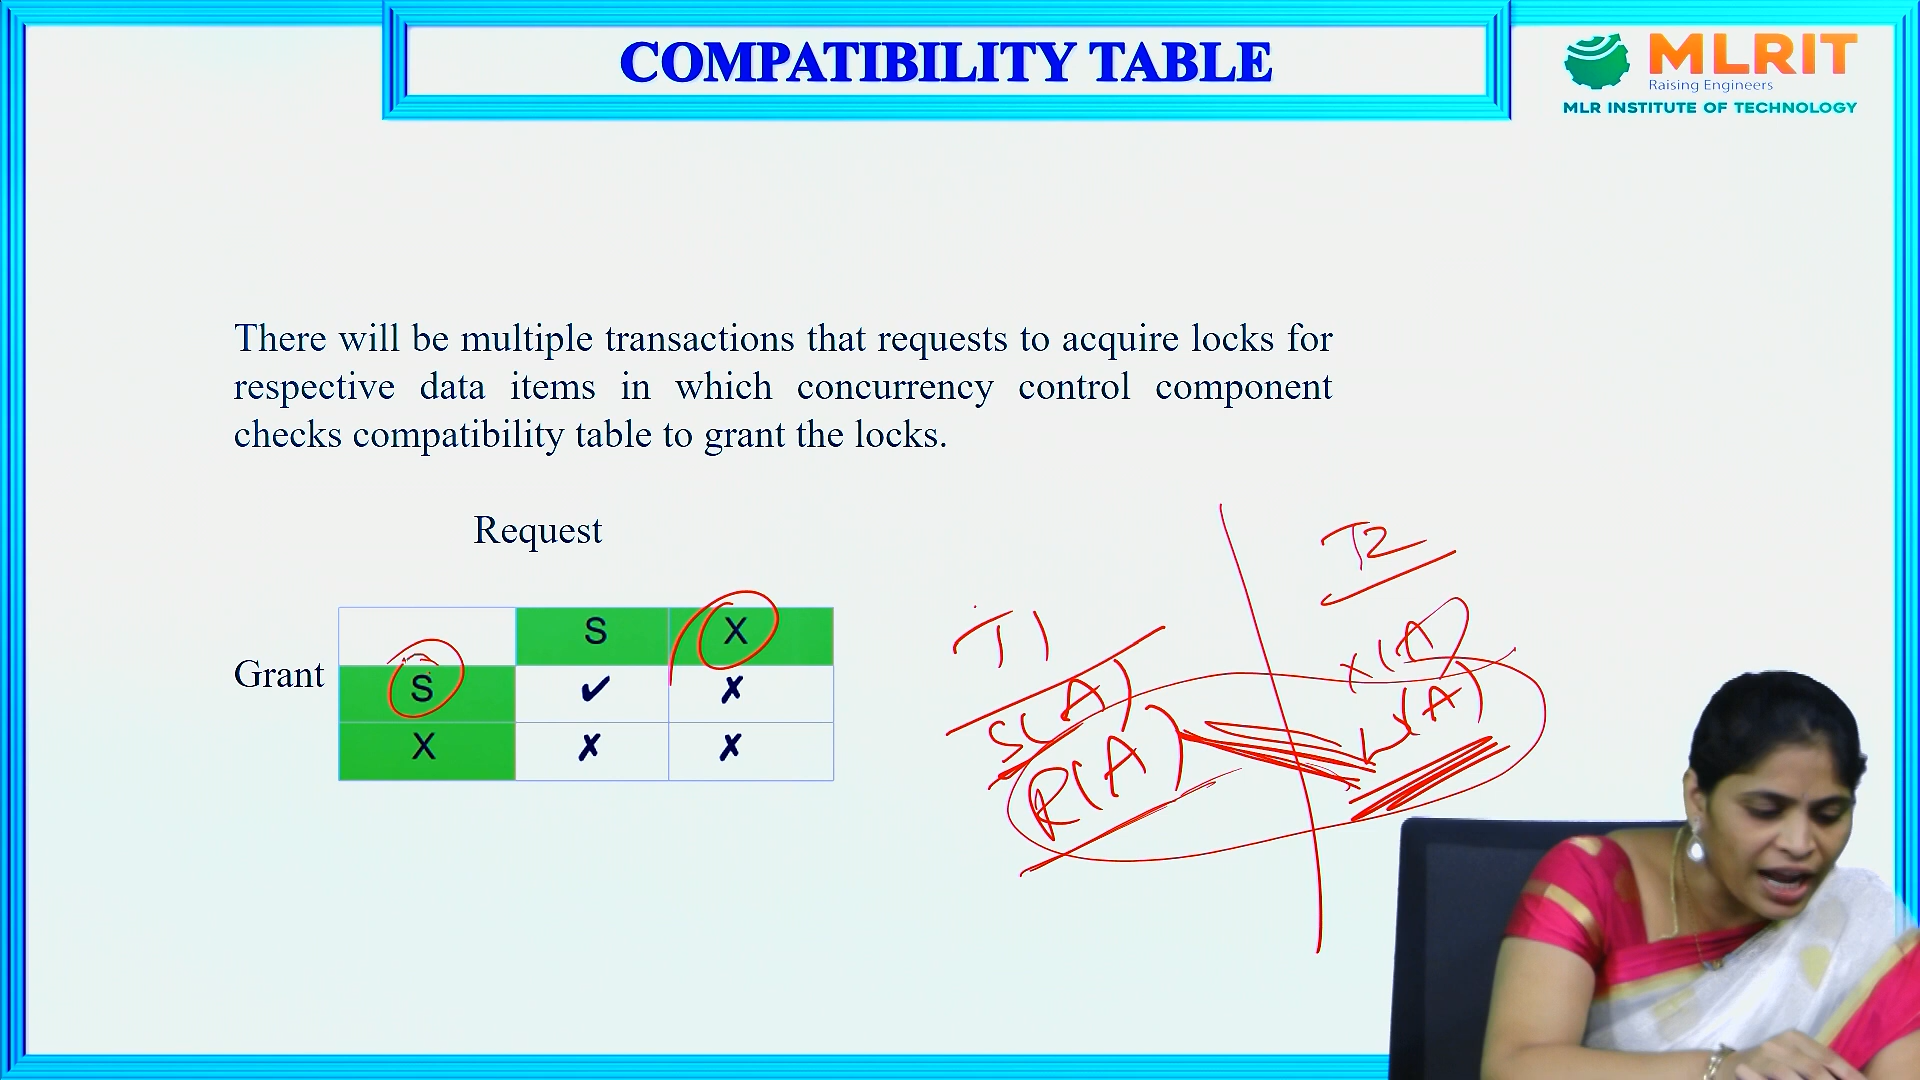 COMPATIBILITY TABLE
MLRIT
Raising Engineers
MLR INSTITUTE OF TECHNOLOGY
There will be multiple transactions that requests to acquire locks for
respective data items in which concurrency control component
checks compatibility table to grant the locks.
Request
S X
Grant
S ✔ ✗
X ✗ ✗
T1
S(A)
R(A)
T2
X(A)
W(A)